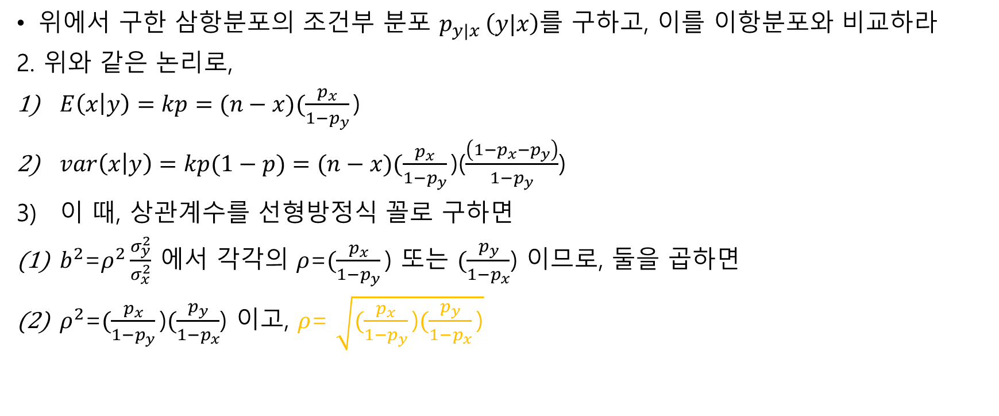 • 위에서 구한 삼항분포의 조건부 분포 p_{y|x} (y|x)를 구하고, 이를 이항분포와 비교하라
2. 위와 같은 논리로,
1) E(x|y) = kp = (n − x)(\frac{p_x}{1−p_y})
2) var(x|y) = kp(1 − p) = (n − x)(\frac{p_x}{1−p_y})(\frac{(1−p_x−p_y)}{1−p_y})
3) 이 때, 상관계수를 선형방정식 꼴로 구하면
(1) b^2=ρ^2\frac{σ_y^2}{σ_x^2} 에서 각각의 ρ=(\frac{p_x}{1−p_y}) 또는 (\frac{p_y}{1−p_x}) 이므로, 둘을 곱하면
(2) ρ^2=(\frac{p_x}{1−p_y})(\frac{p_y}{1−p_x}) 이고, ρ= \sqrt{(\frac{p_x}{1−p_y})(\frac{p_y}{1−p_x})}